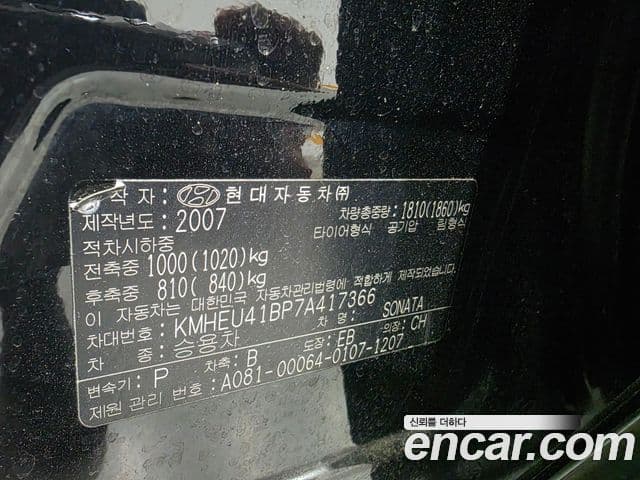 작 자: 현대자동차㈜
제작년도: 2007 차량총중량: 1810(1860)kg
적차시하중 타이어형식 공기압 림형식
전축중 1000(1020)kg
후축중 810( 840)kg
이 자동차는 대한민국 자동차관리법령에 적합하게 제작되었습니다.
차대번호: KMHEU41BP7A417366
차 종: 승용차 차 명: SONATA
변속기: P 차축: B 도장: EB 의장: CH
제원 관리 번호: A081-00064-0107-1207
신뢰를 더하다
encar.com